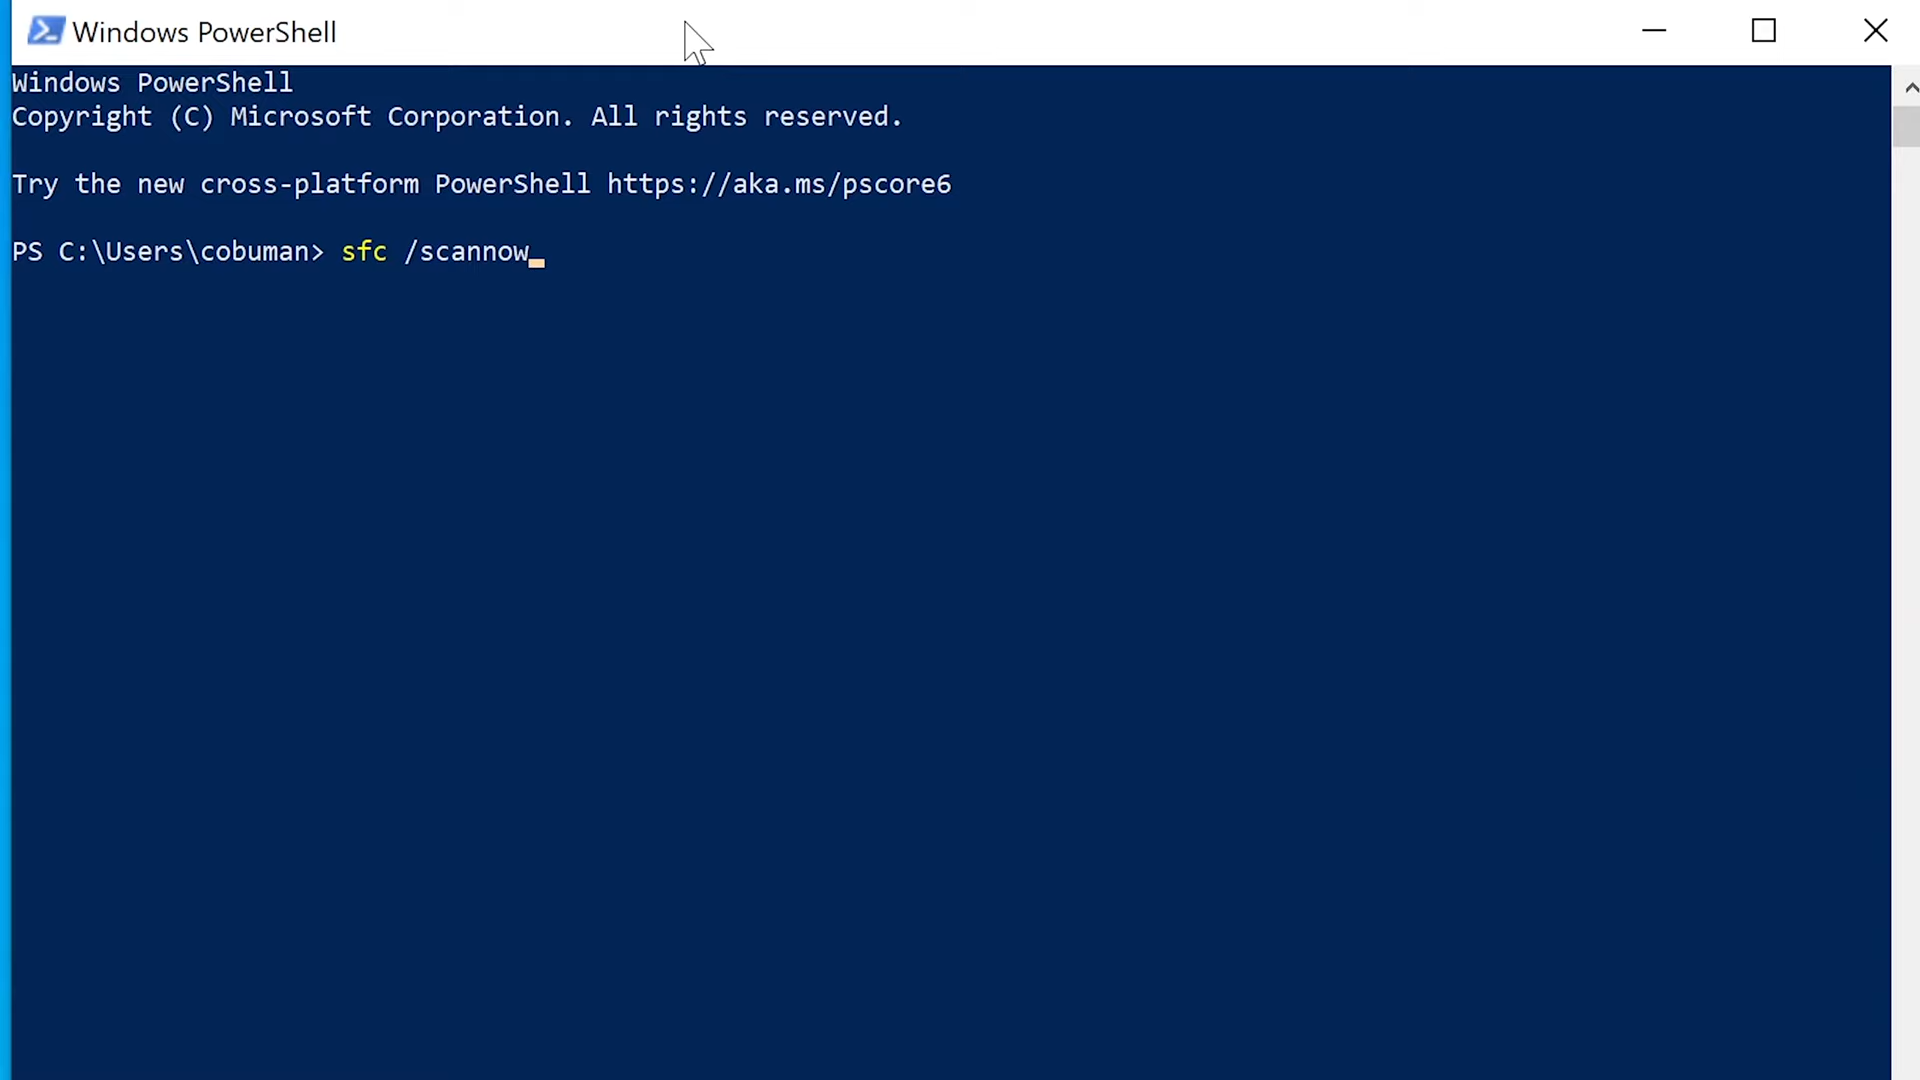 Windows PowerShell
Windows PowerShell
Copyright (C) Microsoft Corporation. All rights reserved.
Try the new cross-platform PowerShell https://aka.ms/pscore6
PS C:\Users\cobuman> sfc /scannow